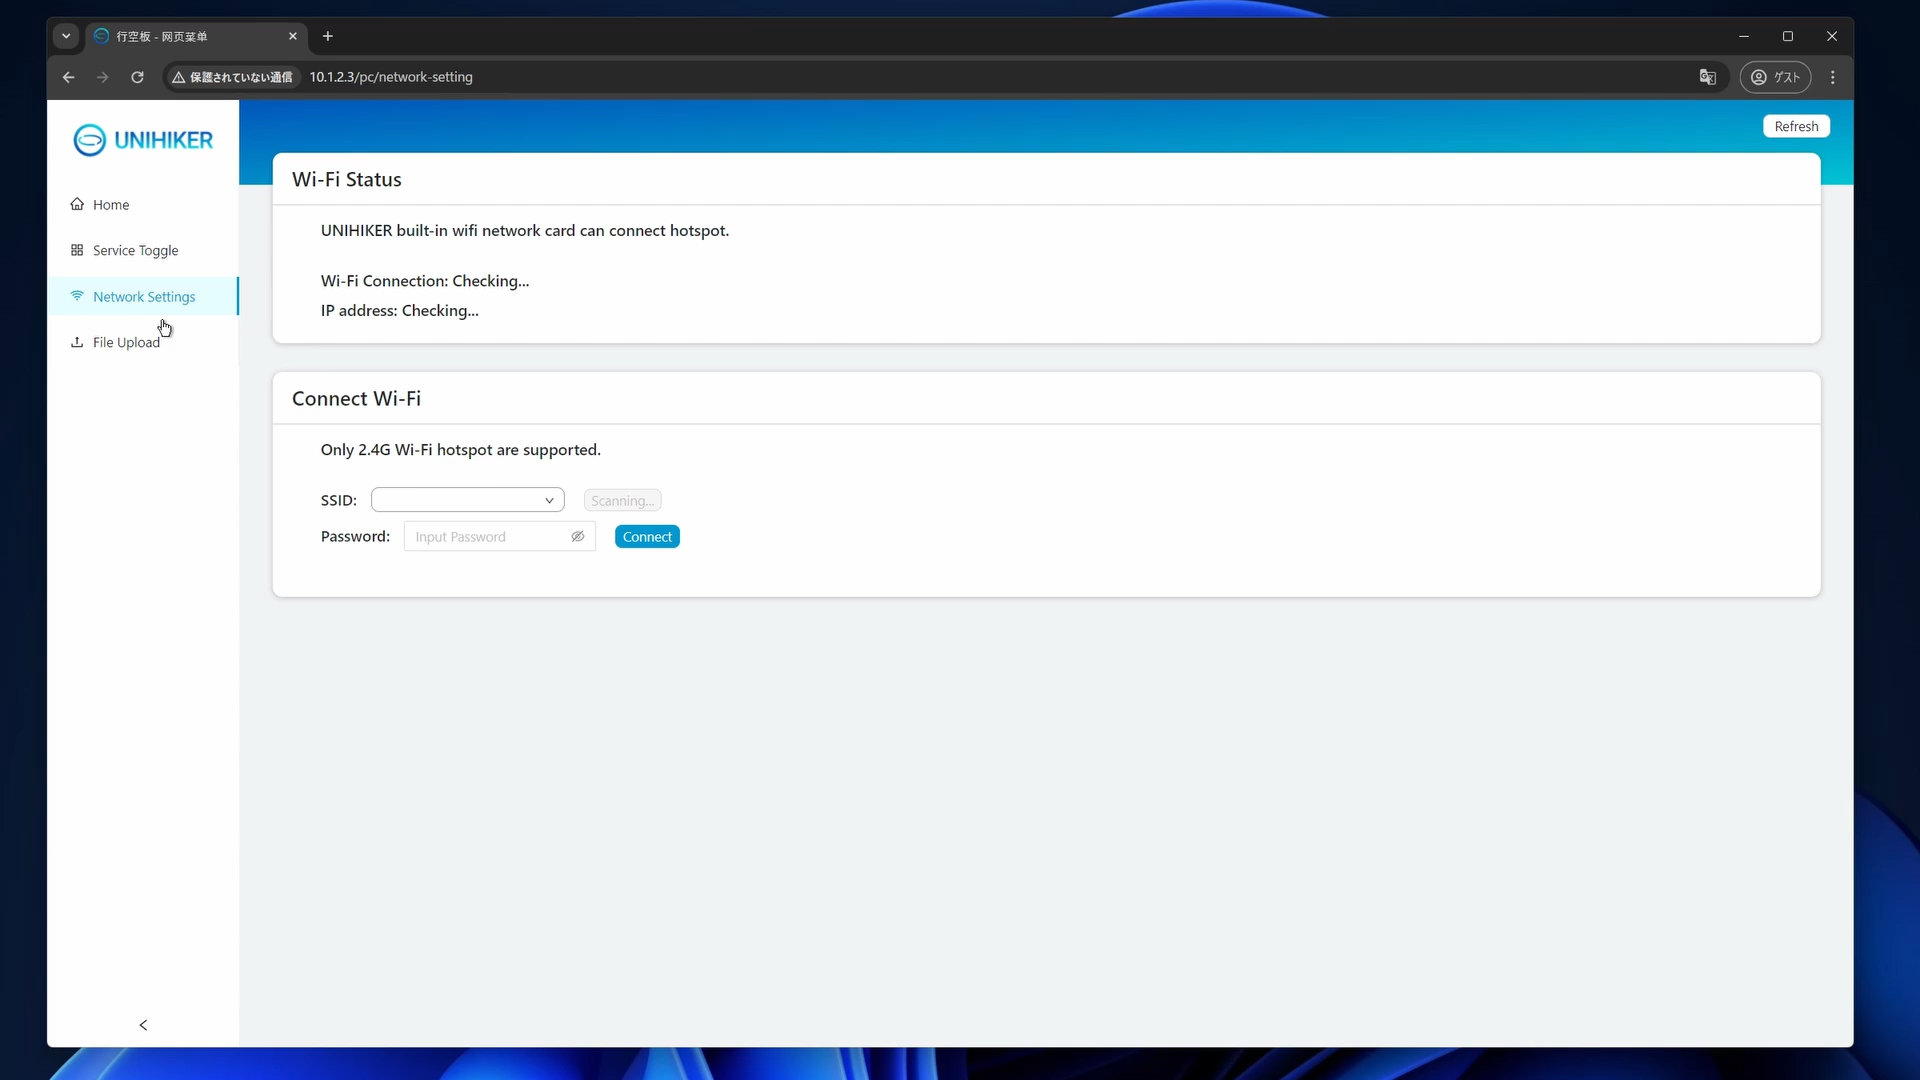 行空板 - 网页菜单
保護されていない通信
10.1.2.3/pc/network-setting
ゲスト
UNIHIKER
Refresh
Home
Service Toggle
Network Settings
File Upload
Wi-Fi Status
UNIHIKER built-in wifi network card can connect hotspot.
Wi-Fi Connection: Checking...
IP address: Checking...
Connect Wi-Fi
Only 2.4G Wi-Fi hotspot are supported.
SSID:
Scanning...
Password:
Input Password
Connect